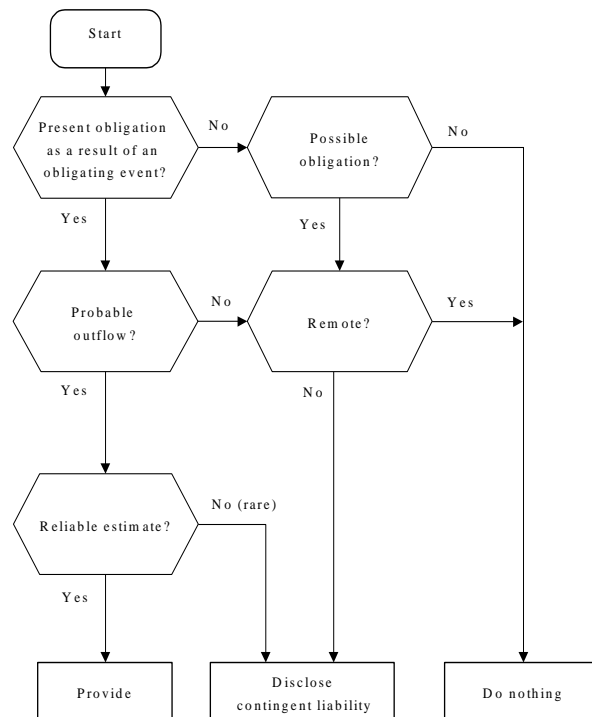 Start
Present obligation
as a result of an
obligating event?
No
Possible
obligation?
No
Yes
Probable
outflow?
No
Remote?
Yes
Yes
No
Reliable estimate?
No (rare)
Yes
Provide
Disclose
contingent liability
Do nothing